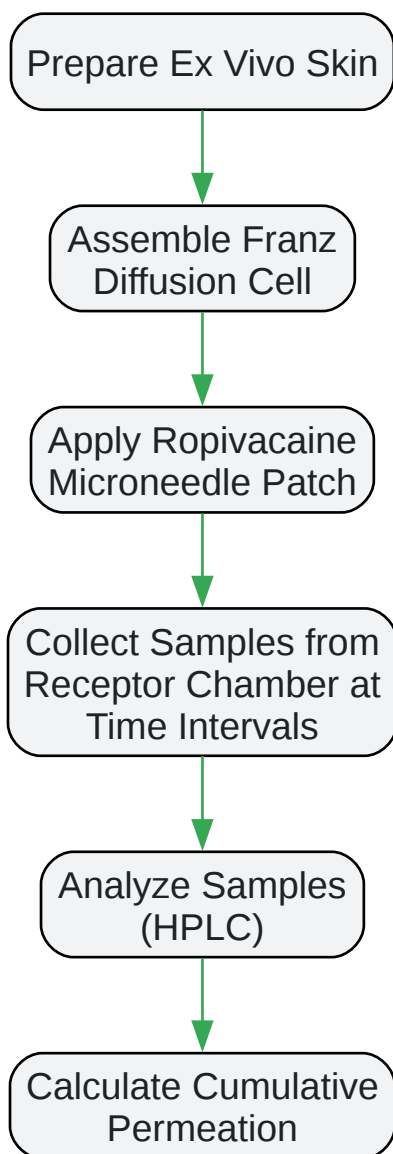 Prepare Ex Vivo Skin
Assemble Franz
Diffusion Cell
Apply Ropivacaine
Microneedle Patch
Collect Samples from
Receptor Chamber at
Time Intervals
Analyze Samples
(HPLC)
Calculate Cumulative
Permeation